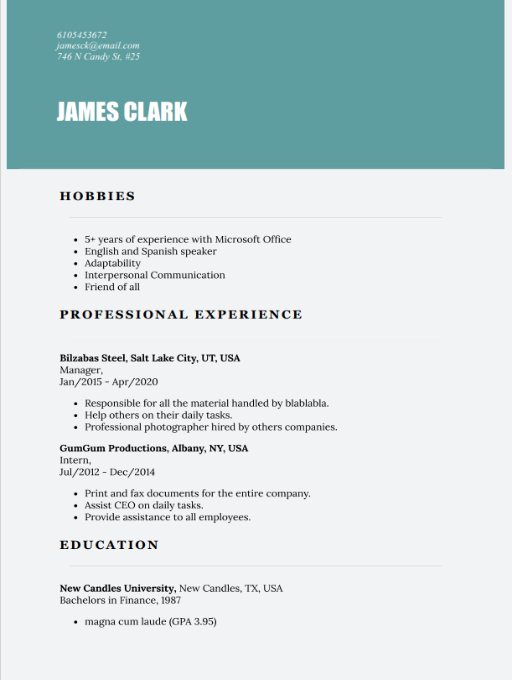 6105453672
jamesck@email.com
746 N Candy St, #25
JAMES CLARK
HOBBIES
• 5+ years of experience with Microsoft Office
• English and Spanish speaker
• Adaptability
• Interpersonal Communication
• Friend of all
PROFESSIONAL EXPERIENCE
Bilzabas Steel, Salt Lake City, UT, USA
Manager,
Jan/2015 - Apr/2020
• Responsible for all the material handled by blablabla.
• Help others on their daily tasks.
• Professional photographer hired by others companies.
GumGum Productions, Albany, NY, USA
Intern,
Jul/2012 - Dec/2014
• Print and fax documents for the entire company.
• Assist CEO on daily tasks.
• Provide assistance to all employees.
EDUCATION
New Candles University, New Candles, TX, USA
Bachelors in Finance, 1987
• magna cum laude (GPA 3.95)